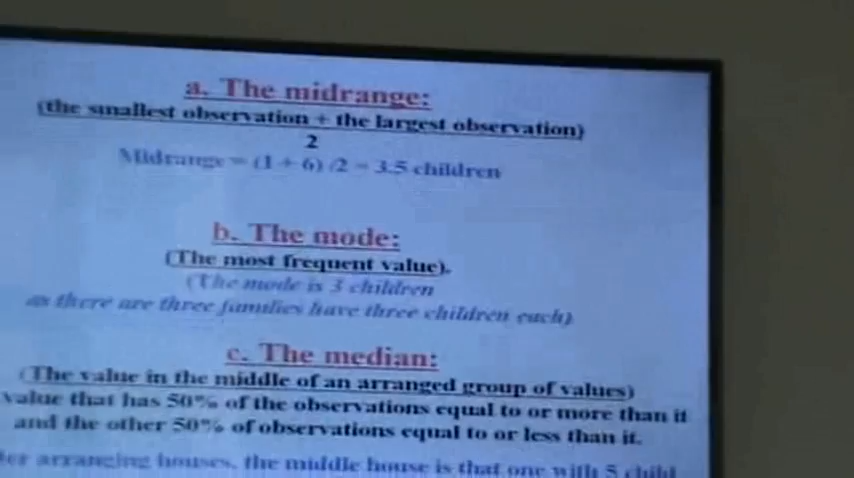 a. The midrange:
(the smallest observation + the largest observation)
2
Midrange = (1 + 6) /2 = 3.5 children
b. The mode:
(The most frequent value).
(The mode is 3 children
as there are three families have three children each)
c. The median:
(The value in the middle of an arranged group of values)
value that has 50% of the observations equal to or more than it
and the other 50% of observations equal to or less than it.
arranging houses, the middle house is that one with 5 child